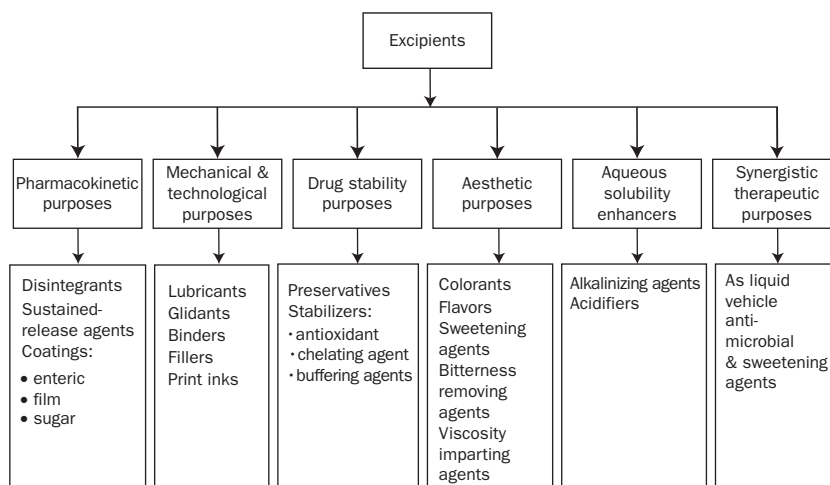 Excipients
Pharmacokinetic
purposes
Mechanical &
technological
purposes
Drug stability
purposes
Aesthetic
purposes
Aqueous
solubility
enhancers
Synergistic
therapeutic
purposes
Disintegrants
Sustained-
release agents
Coatings:
• enteric
• film
• sugar
Lubricants
Glidants
Binders
Fillers
Print inks
Preservatives
Stabilizers:
· antioxidant
· chelating agent
· buffering agents
Colorants
Flavors
Sweetening
agents
Bitterness
removing
agents
Viscosity
imparting
agents
Alkalinizing agents
Acidifiers
As liquid
vehicle
anti-
microbial
& sweetening
agents